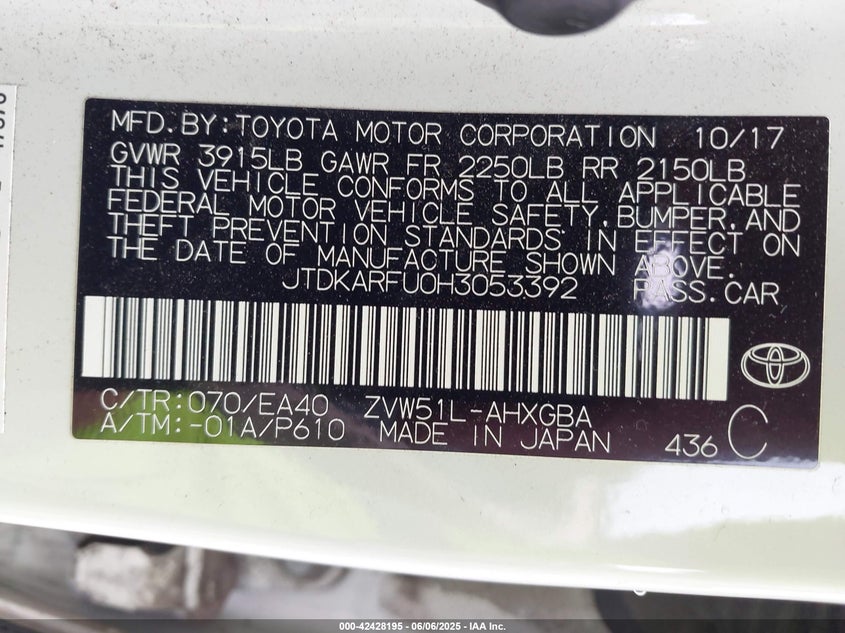 MFD.BY:TOYOTA MOTOR CORPORATION 10/17
GVWR 3915LB GAWR FR 2250LB RR 2150LB
THIS VEHICLE CONFORMS TO ALL APPLICABLE
FEDERAL MOTOR VEHICLE SAFETY,BUMPER,AND
THEFT PREVENTION STANDARDS IN EFFECT ON
THE DATE OF MANUFACTURE SHOWN ABOVE.
JTDKARFU0H3053392 PASS.CAR
C/TR:070/EA40 ZVW51L-AHXGBA
A/TM:-01A/P610 MADE IN JAPAN 436 C
000-42428195 - 06/06/2025 - IAA Inc.